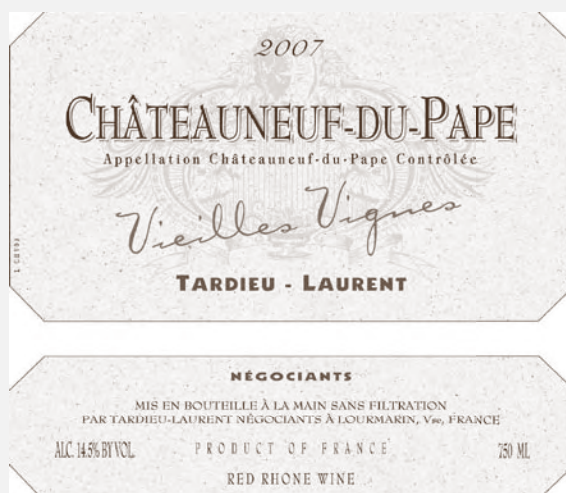 2007
CHÂTEAUNEUF-DU-PAPE
Appellation Châteauneuf-du-Pape Contrôlée
Vieilles Vignes
TARDIEU - LAURENT
NÉGOCIANTS
MIS EN BOUTEILLE À LA MAIN SANS FILTRATION
PAR TARDIEU-LAURENT NÉGOCIANTS À LOURMARIN, Vse, FRANCE
ALC. 14.5% BY VOL. PRODUCT OF FRANCE 750 ML
RED RHONE WINE